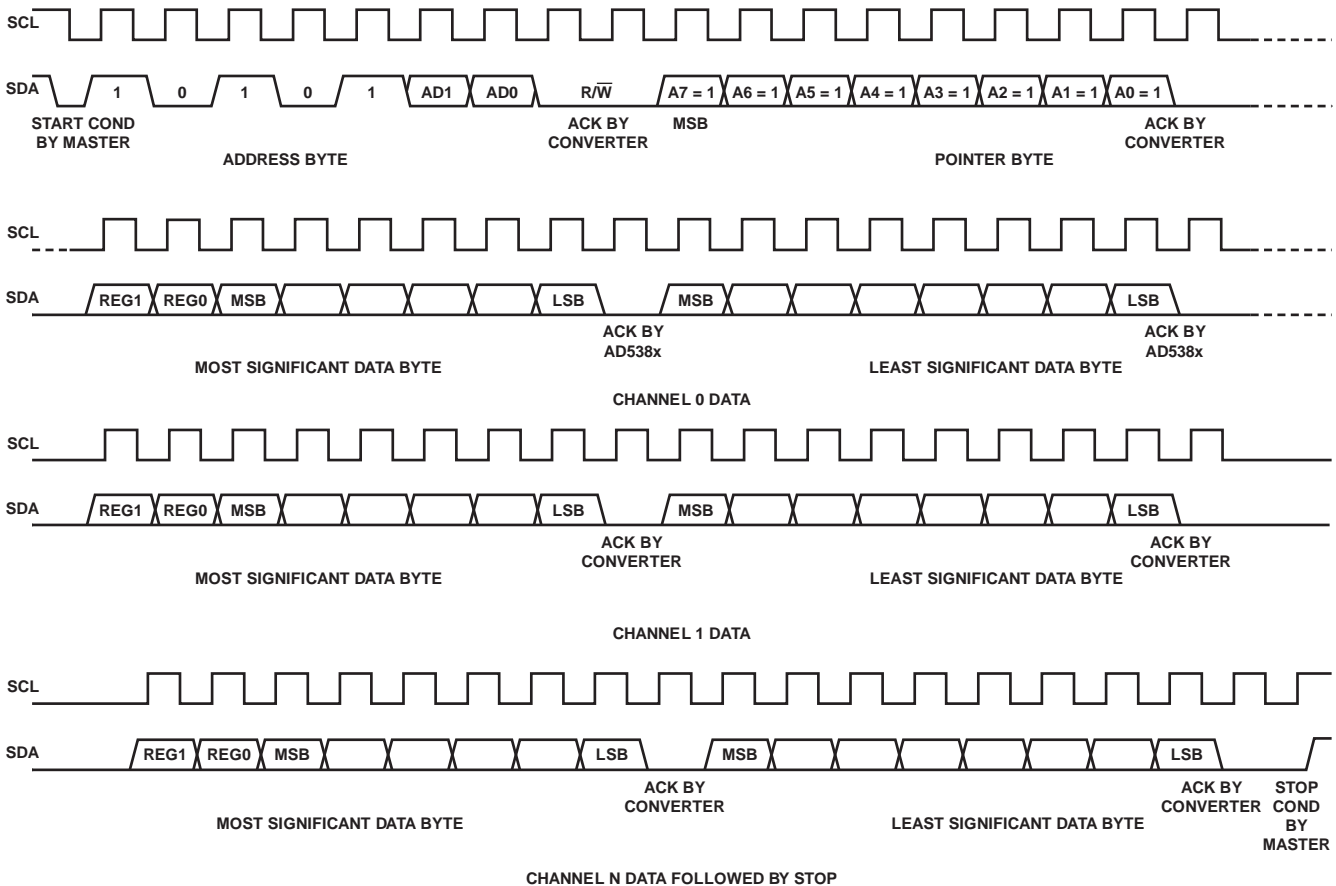 SCL
SDA 1 0 1 0 1 AD1 AD0 R/W A7 = 1 A6 = 1 A5 = 1 A4 = 1 A3 = 1 A2 = 1 A1 = 1 A0 = 1
START COND
BY MASTER
ACK BY
CONVERTER
MSB
ACK BY
CONVERTER
ADDRESS BYTE
POINTER BYTE
SCL
SDA REG1 REG0 MSB LSB MSB LSB
ACK BY
AD538x
ACK BY
AD538x
MOST SIGNIFICANT DATA BYTE
LEAST SIGNIFICANT DATA BYTE
CHANNEL 0 DATA
SCL
SDA REG1 REG0 MSB LSB MSB LSB
ACK BY
CONVERTER
ACK BY
CONVERTER
MOST SIGNIFICANT DATA BYTE
LEAST SIGNIFICANT DATA BYTE
CHANNEL 1 DATA
SCL
SDA REG1 REG0 MSB LSB MSB LSB
ACK BY
CONVERTER
ACK BY
CONVERTER
STOP
COND
BY
MASTER
MOST SIGNIFICANT DATA BYTE
LEAST SIGNIFICANT DATA BYTE
CHANNEL N DATA FOLLOWED BY STOP